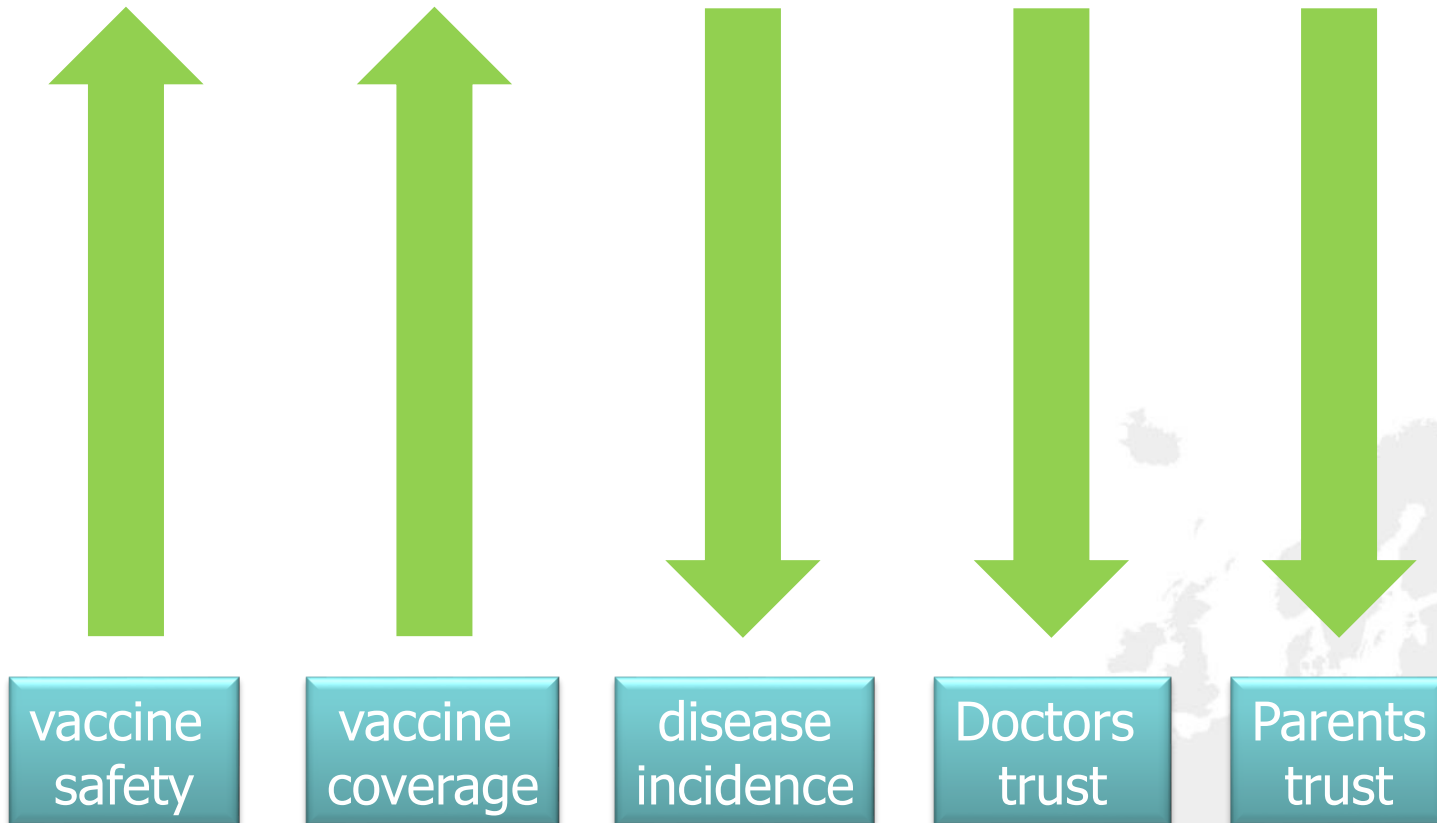 vaccine
safety
vaccine
coverage
disease
incidence
Doctors
trust
Parents
trust